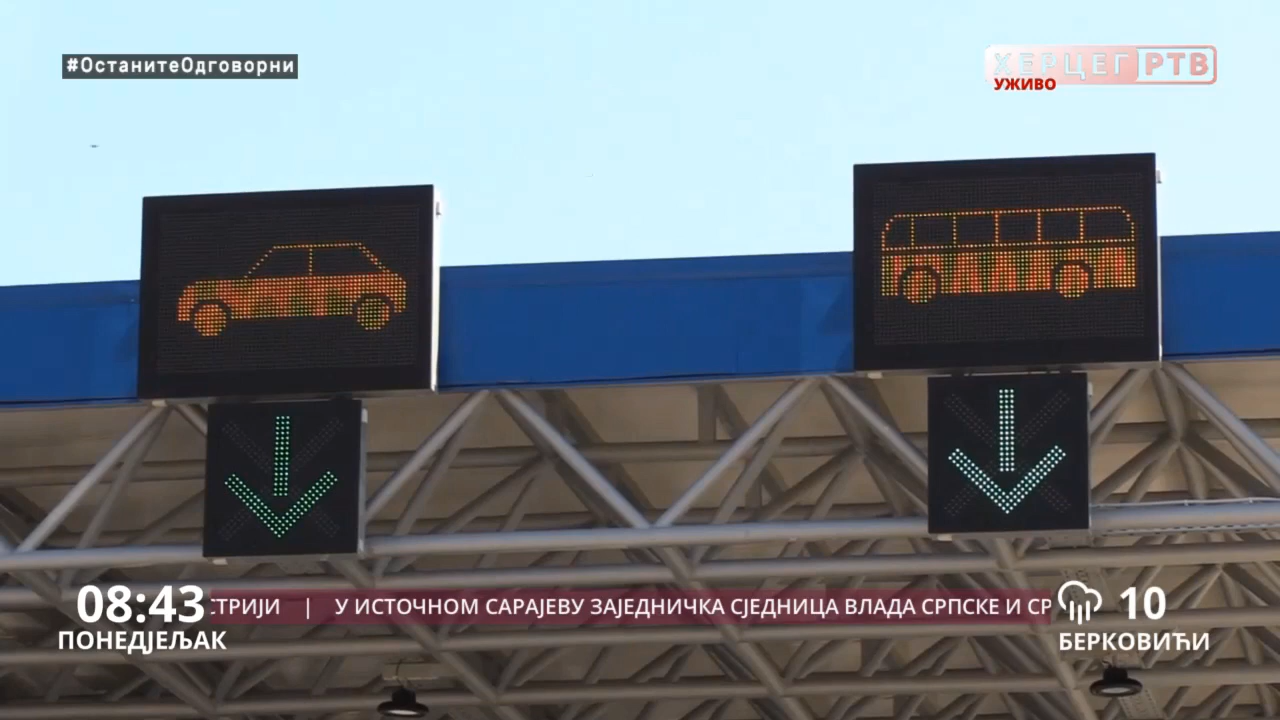 #ОстанитеОдговорни
ХЕРЦЕГ РТВ
УЖИВО
08:43
СТРИЈИ | У ИСТОЧНОМ САРАЈЕВУ ЗАЈЕДНИЧКА СЈЕДНИЦА ВЛАДА СРПСКЕ И СР
10
ПОНЕДЈЕЉАК
БЕРКОВИЋИ